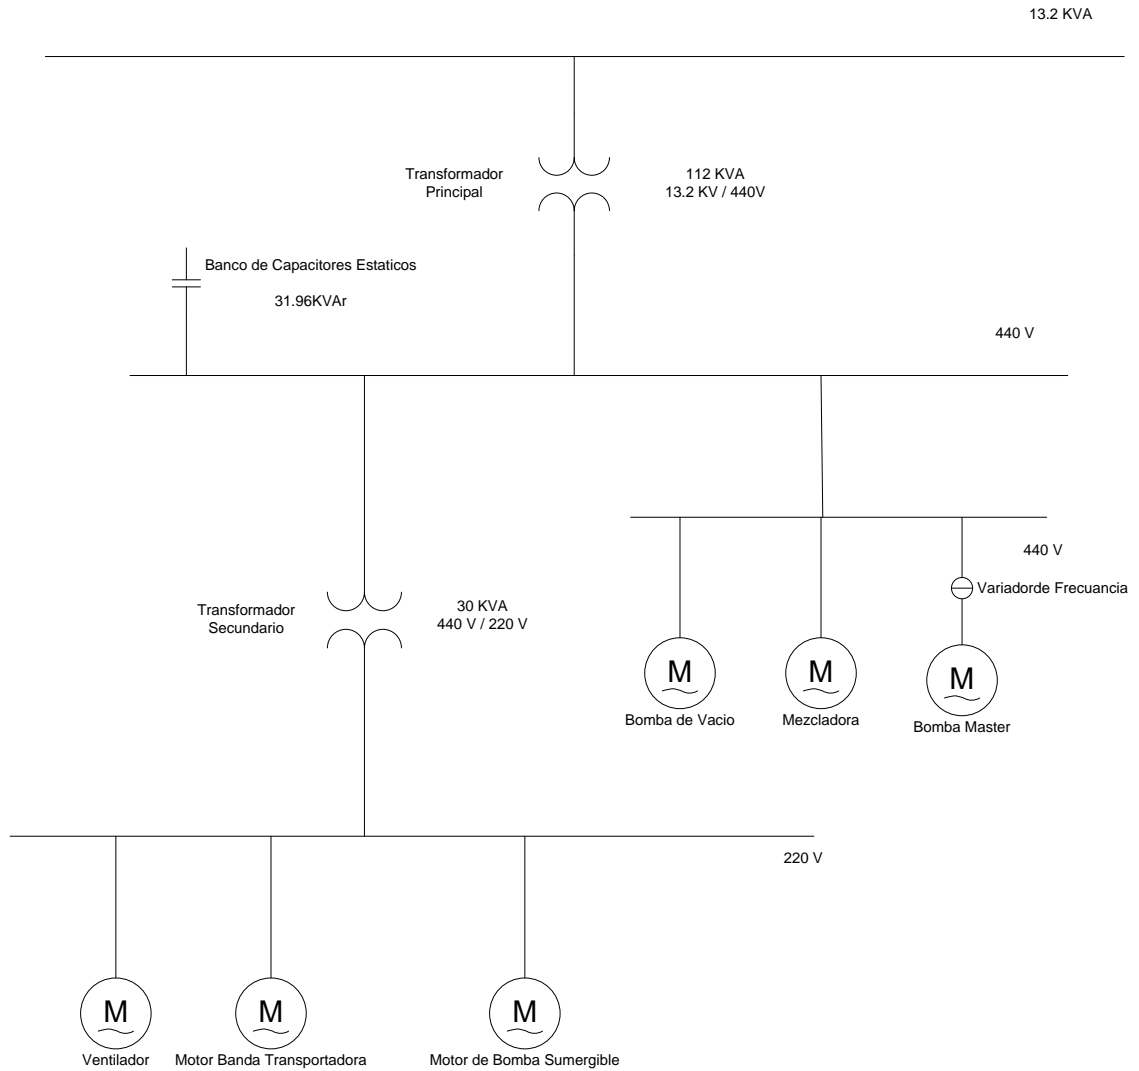 13.2 KVA
Transformador
Principal
112 KVA
13.2 KV / 440V
Banco de Capacitores Estaticos
31.96KVAr
440 V
440 V
Variadorde Frecuancia
Transformador
Secundario
30 KVA
440 V / 220 V
M
M
M
Bomba de Vacio
Mezcladora
Bomba Master
220 V
M
M
M
Ventilador
Motor Banda Transportadora
Motor de Bomba Sumergible